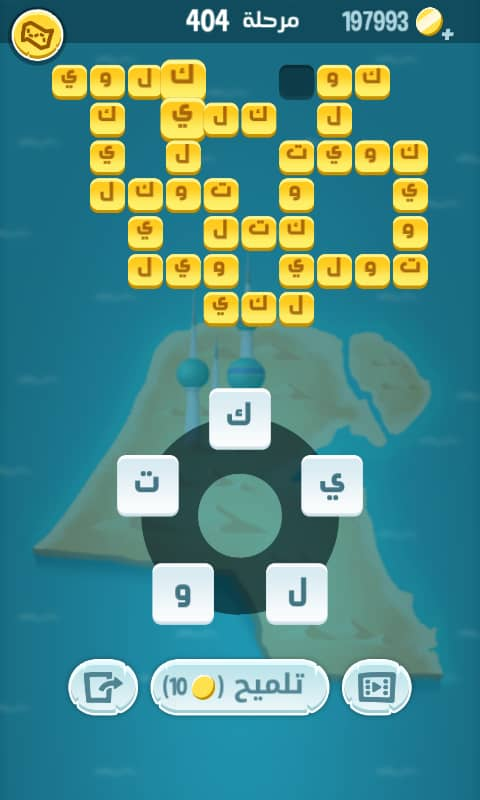 197993
مرحلة 404
ك و ك ل و ي
ل ك ل ي ك
ك و ي ت ل ي
ي و ت و ك ل
و ك ت ل ي
ت و ل ي و ي ل
ل ك ي
ك
ي ت
ل و
تلميح (10)